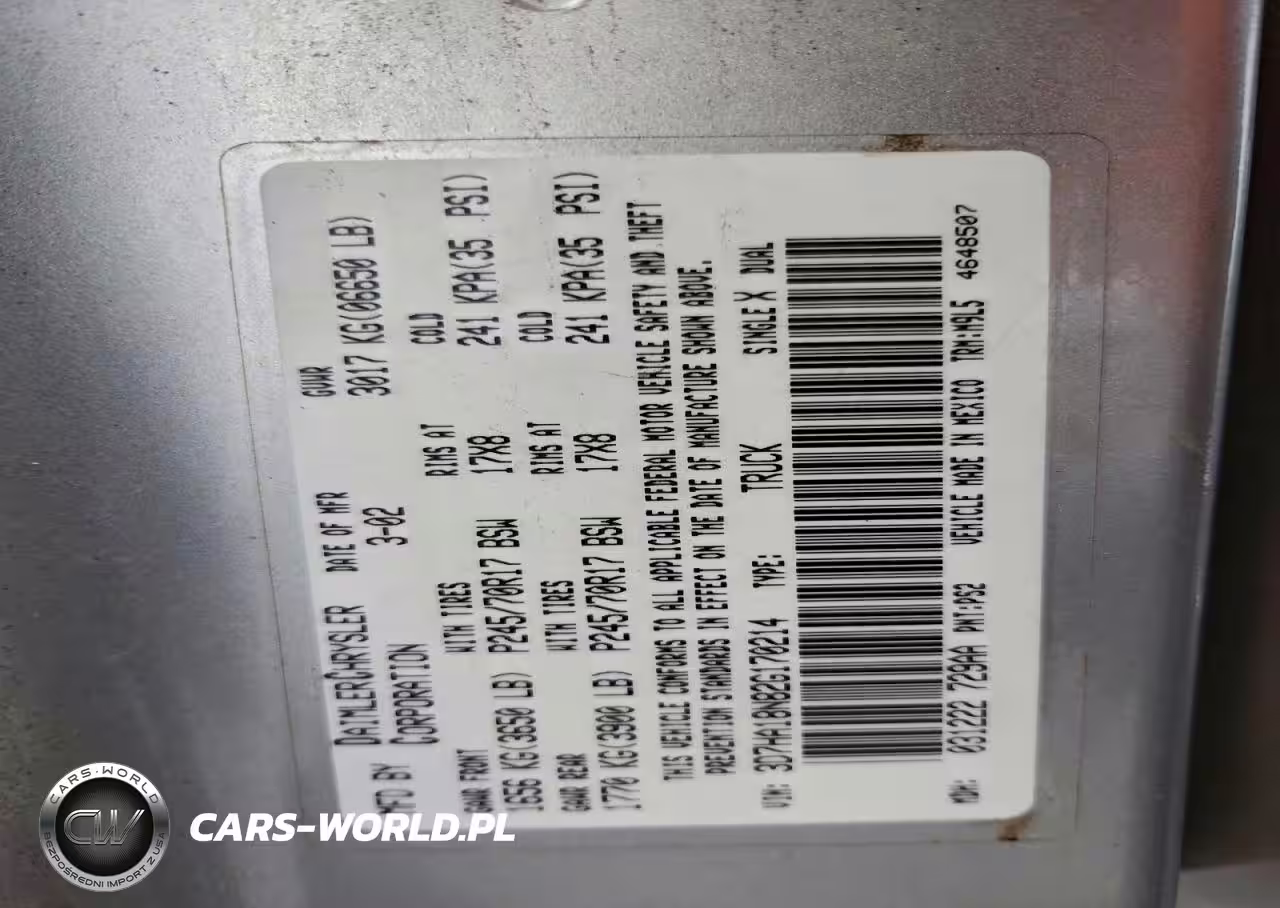 MFD BY DAIMLERCHRYSLER CORPORATION DATE OF MFR 3-02 GVWR 3017 KG(06650 LB)
GAWR FRONT WITH TIRES RIMS AT COLD
1656 KG(3650 LB) P245/70R17 BSW 17X8 241 KPA(35 PSI)
GAWR REAR WITH TIRES RIMS AT COLD
1770 KG(3900 LB) P245/70R17 BSW 17X8 241 KPA(35 PSI)
THIS VEHICLE CONFORMS TO ALL APPLICABLE FEDERAL MOTOR VEHICLE SAFETY AND THEFT
PREVENTION STANDARDS IN EFFECT ON THE DATE OF MANUFACTURE SHOWN ABOVE.
VIN: 3D7HA18N82G170214 TYPE: TRUCK SINGLE X DUAL
MDH: 031222 729AA PNT:PS2 VEHICLE MADE IN MEXICO TRM:M9L5 4648507
CARS-WORLD
CW
BEZPOŚREDNI IMPORT Z USA
CARS-WORLD.PL